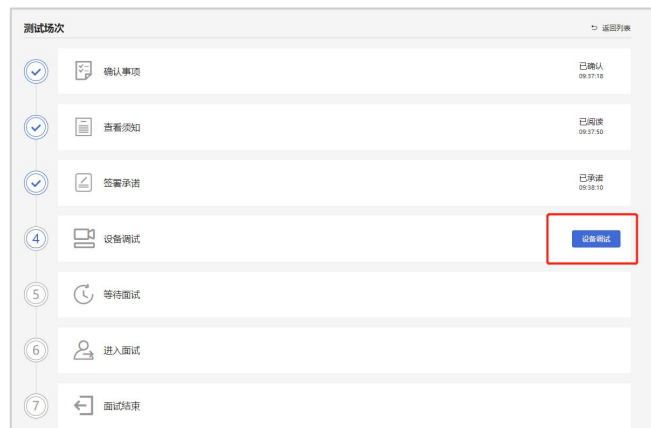 测试场次
返回列表
确认事项
已确认
09:37:18
查看须知
已阅读
09:37:50
签署承诺
已承诺
09:38:10
4
设备调试
设备调试
5
等待面试
6
进入面试
7
面试结束